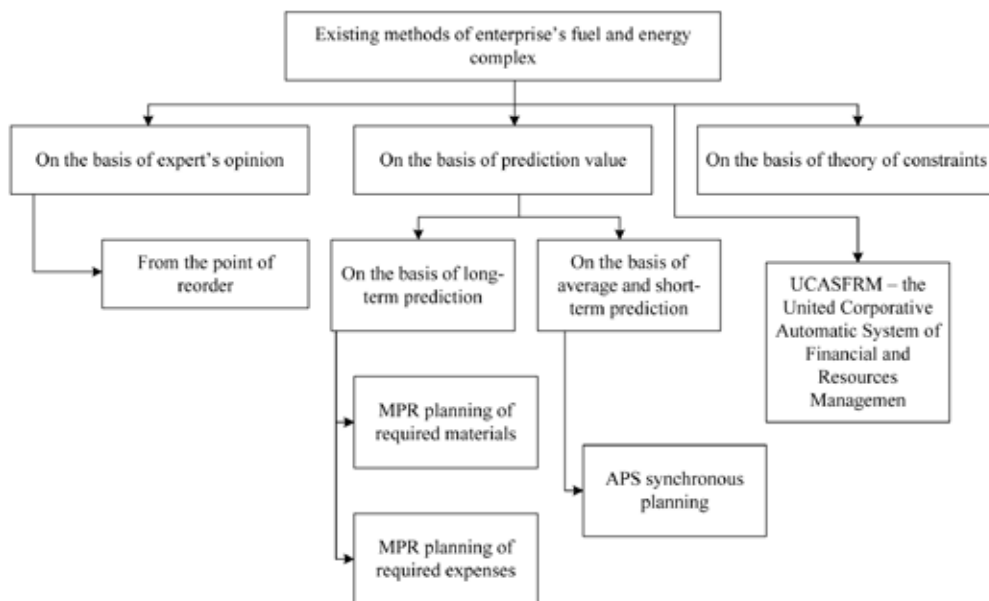 Existing methods of enterprise's fuel and energy
complex
On the basis of expert's opinion
On the basis of prediction value
On the basis of theory of constraints
From the point of
reorder
On the basis of long-
term prediction
On the basis of
average and short-
term prediction
UCASFRM – the
United Corporative
Automatic System of
Financial and
Resources
Managemen
MPR planning of
required materials
APS synchronous
planning
MPR planning of
required expenses